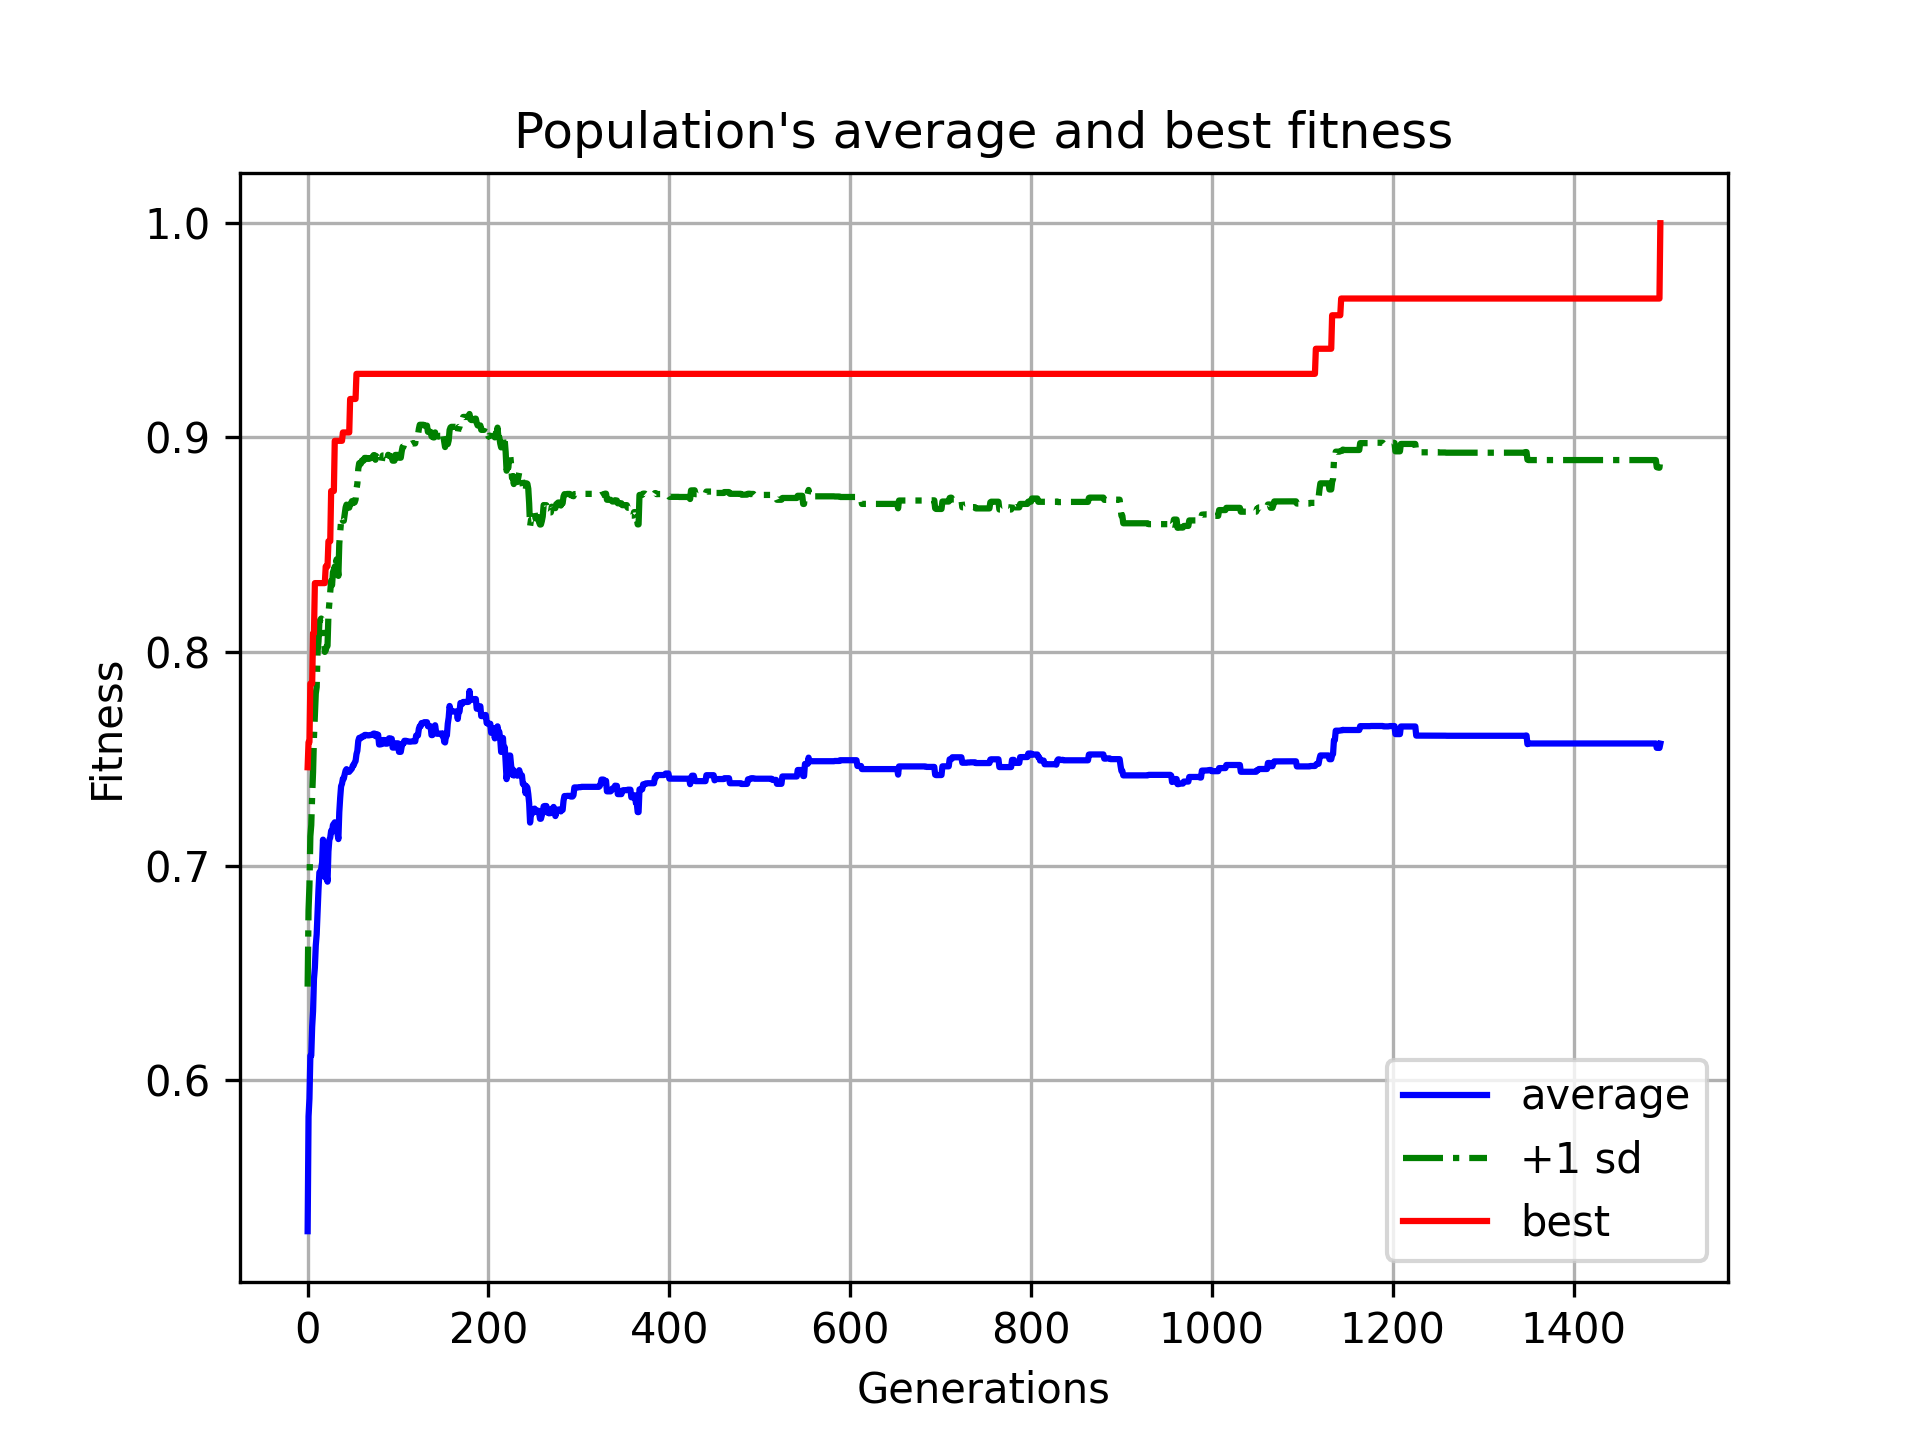 Population's average and best fitness
1.0
0.9
0.8
0.7
0.6
Fitness
0 200 400 600 800 1000 1200 1400
Generations
average
+1 sd
best